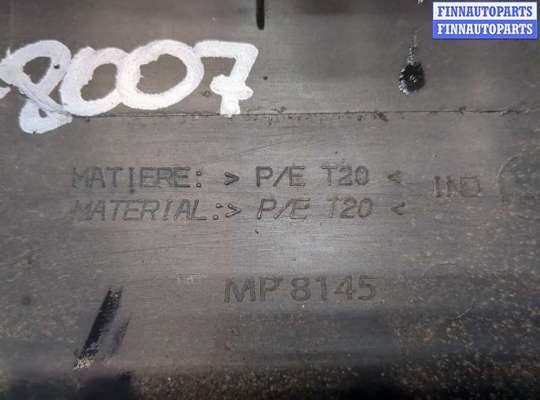 FINNAUTOPARTS
FINNAUTOPARTS
8007
MATIERE: > P/E T20 <
MATERIAL:> P/E T20 <
MP 8145